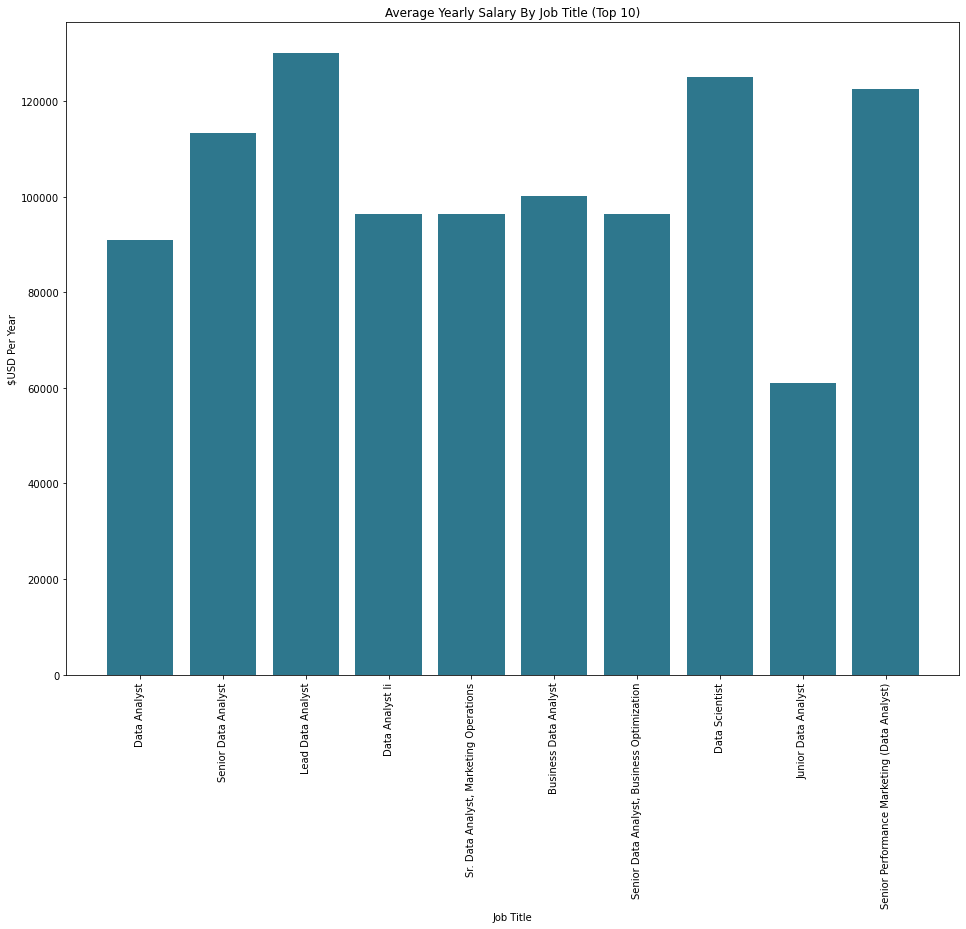 Average Yearly Salary By Job Title (Top 10)
$USD Per Year
120000
100000
80000
60000
40000
20000
0
Data Analyst
Senior Data Analyst
Lead Data Analyst
Data Analyst Ii
Sr. Data Analyst, Marketing Operations
Business Data Analyst
Senior Data Analyst, Business Optimization
Data Scientist
Junior Data Analyst
Senior Performance Marketing (Data Analyst)
Job Title